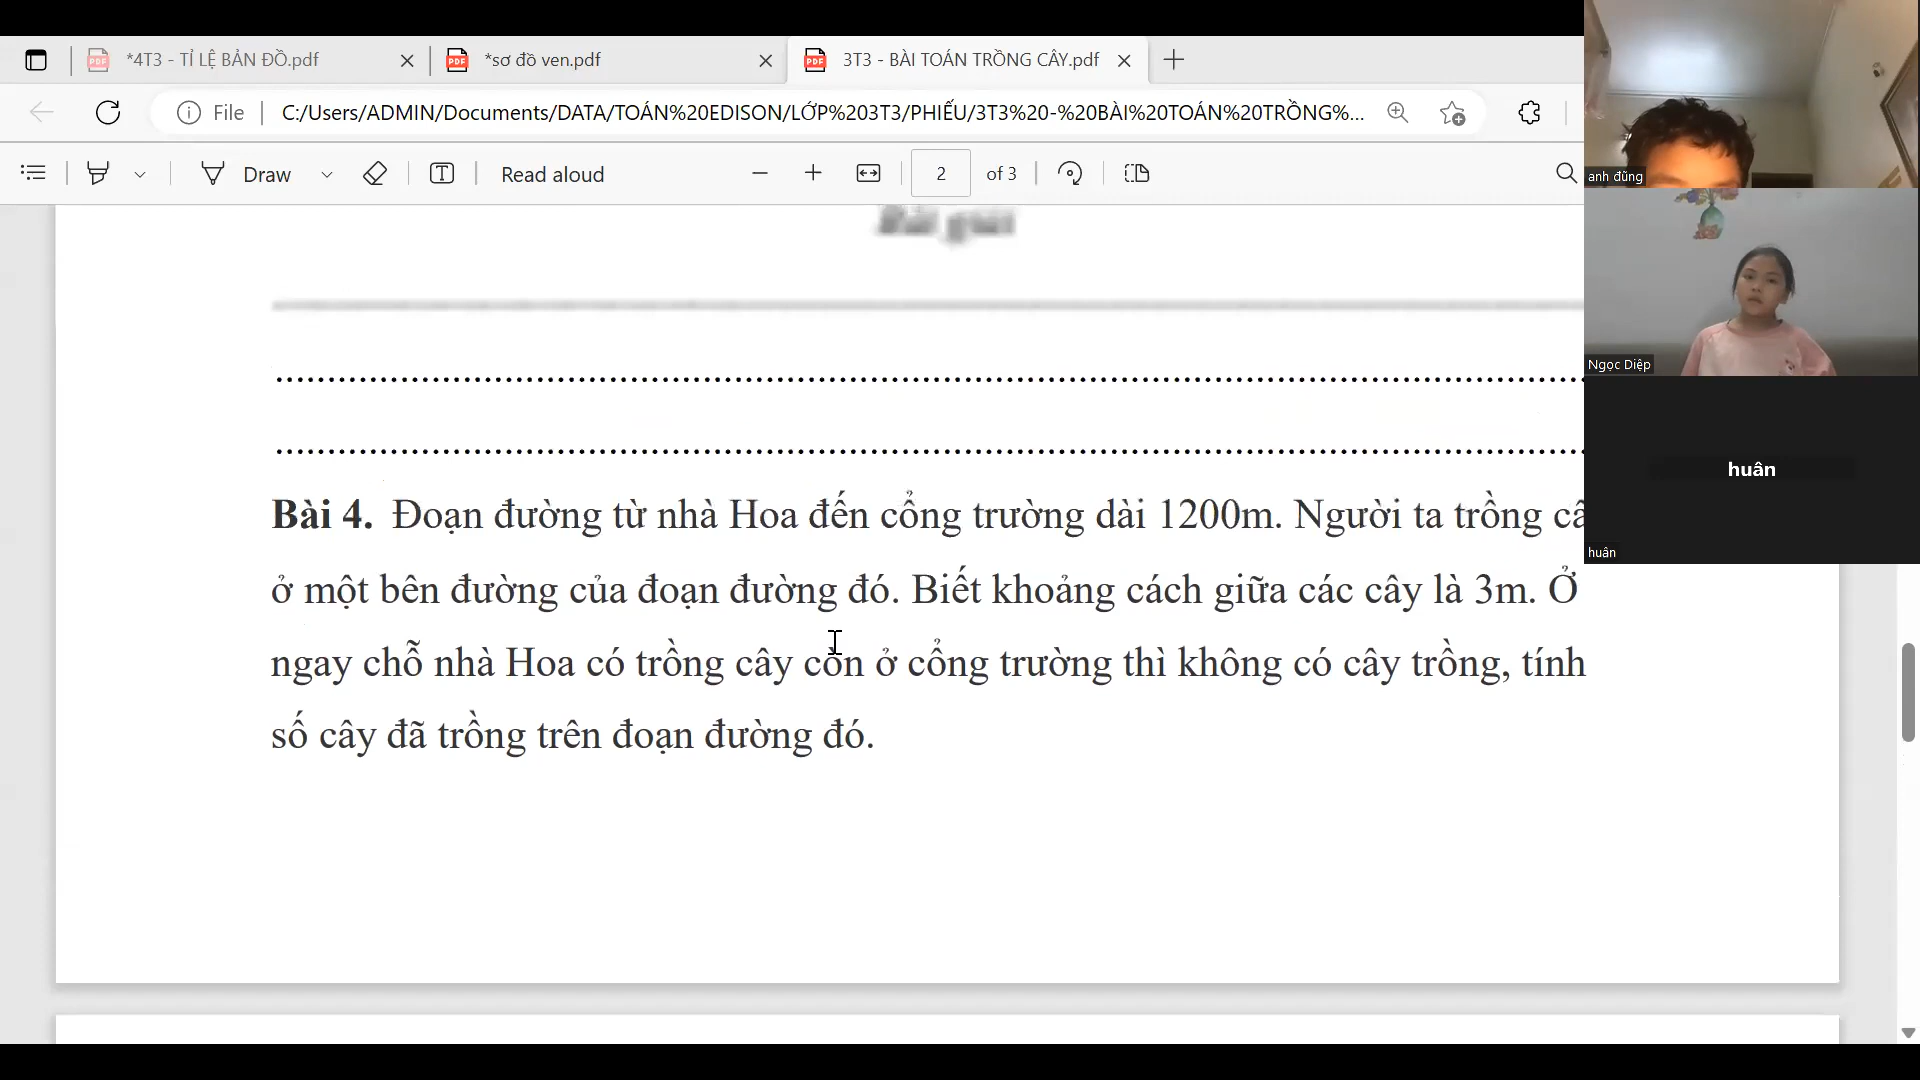 *4T3 - TỈ LỆ BẢN ĐỒ.pdf
*sơ đồ ven.pdf
3T3 - BÀI TOÁN TRỒNG CÂY.pdf
File
C:/Users/ADMIN/Documents/DATA/TOÁN%20EDISON/LỚP%203T3/PHIẾU/3T3%20-%20BÀI%20TOÁN%20TRỒNG%...
Draw
Read aloud
2
of 3
anh đũng
Ngọc Diệp
huân
huân
Bài giải
Bài 4. Đoạn đường từ nhà Hoa đến cổng trường dài 1200m. Người ta trồng
ở một bên đường của đoạn đường đó. Biết khoảng cách giữa các cây là 3m. Ở
ngay chỗ nhà Hoa có trồng cây còn ở cổng trường thì không có cây trồng, tính
số cây đã trồng trên đoạn đường đó.